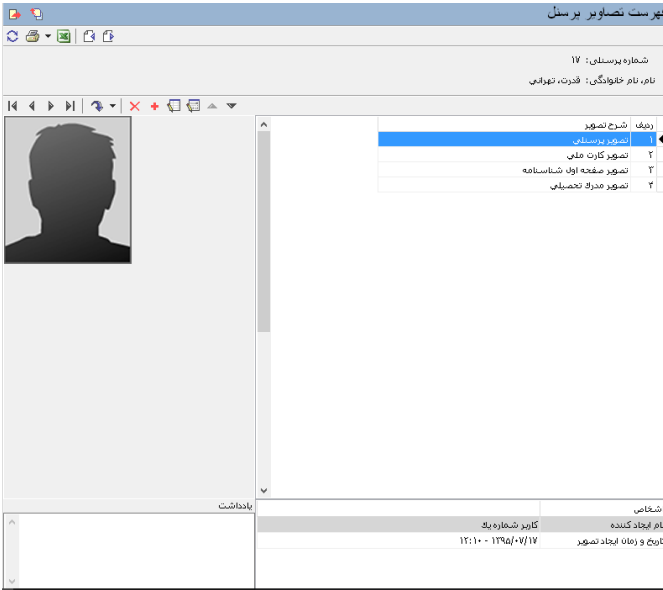 فهرست تصاویر پرسنل
شماره پرسنلی: ۱۷
نام، نام خانوادگی: قدرت، تهرانی
ردیف شرح تصویر
۱ تصویر پرسنلی
۲ تصویر کارت ملی
۳ تصویر صفحه اول شناسنامه
۴ تصویر مدرک تحصیلی
شخاص
نام ایجاد کننده کاربر شماره یک
تاریخ و زمان ایجاد تصویر ۱۳۹۵/۰۷/۱۷ - ۱۲:۱۰
یادداشت